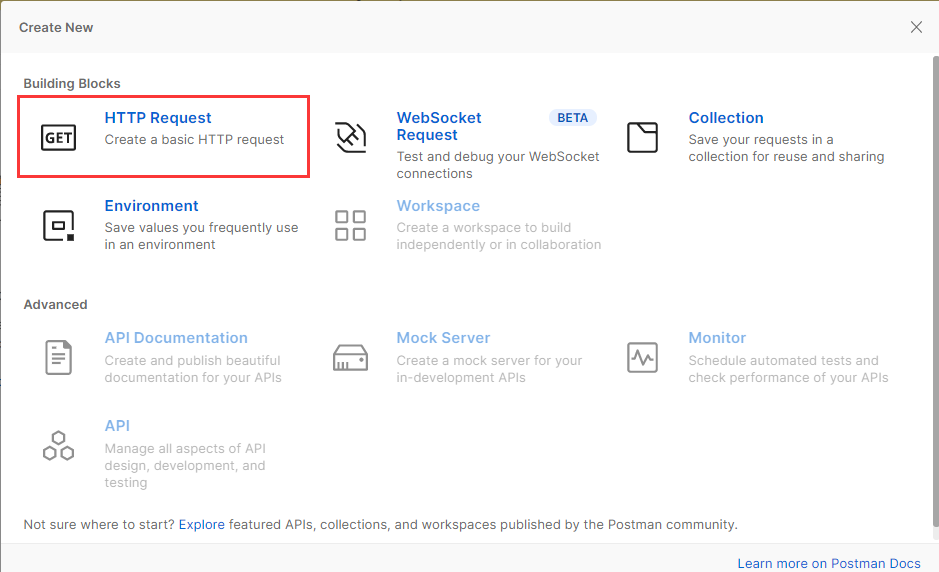 Create New
Building Blocks
GET
HTTP Request
Create a basic HTTP request
WebSocket
Request
BETA
Test and debug your WebSocket
connections
Collection
Save your requests in a
collection for reuse and sharing
Environment
Save values you frequently use
in an environment
Workspace
Create a workspace to build
independently or in collaboration
Advanced
API Documentation
Create and publish beautiful
documentation for your APIs
Mock Server
Create a mock server for your
in-development APIs
Monitor
Schedule automated tests and
check performance of your APIs
API
Manage all aspects of API
design, development, and
testing
Not sure where to start? Explore featured APIs, collections, and workspaces published by the Postman community.
Learn more on Postman Docs